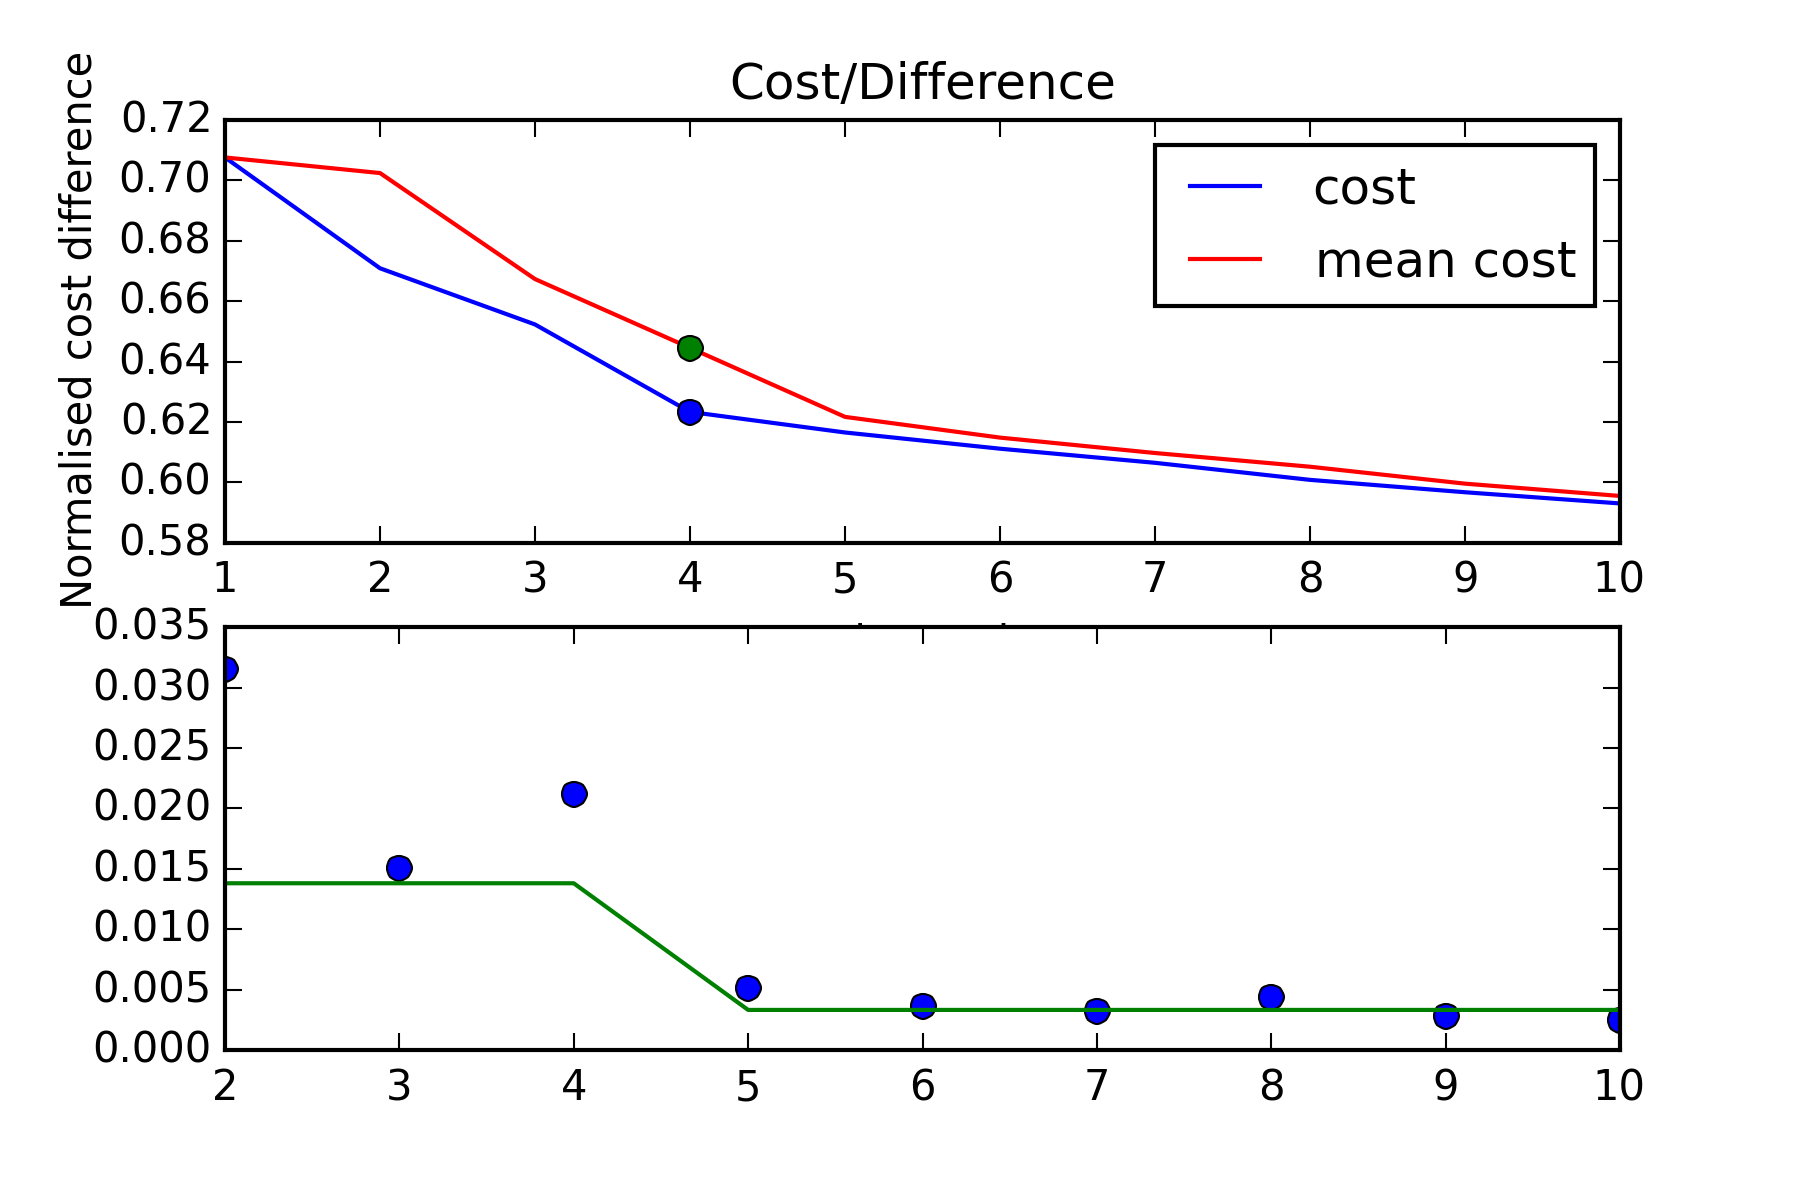 Cost/Difference
Normalised cost difference
0.72
0.70
0.68
0.66
0.64
0.62
0.60
0.58
cost
mean cost
1 2 3 4 5 6 7 8 9 10
0.035
0.030
0.025
0.020
0.015
0.010
0.005
0.000
2 3 4 5 6 7 8 9 10